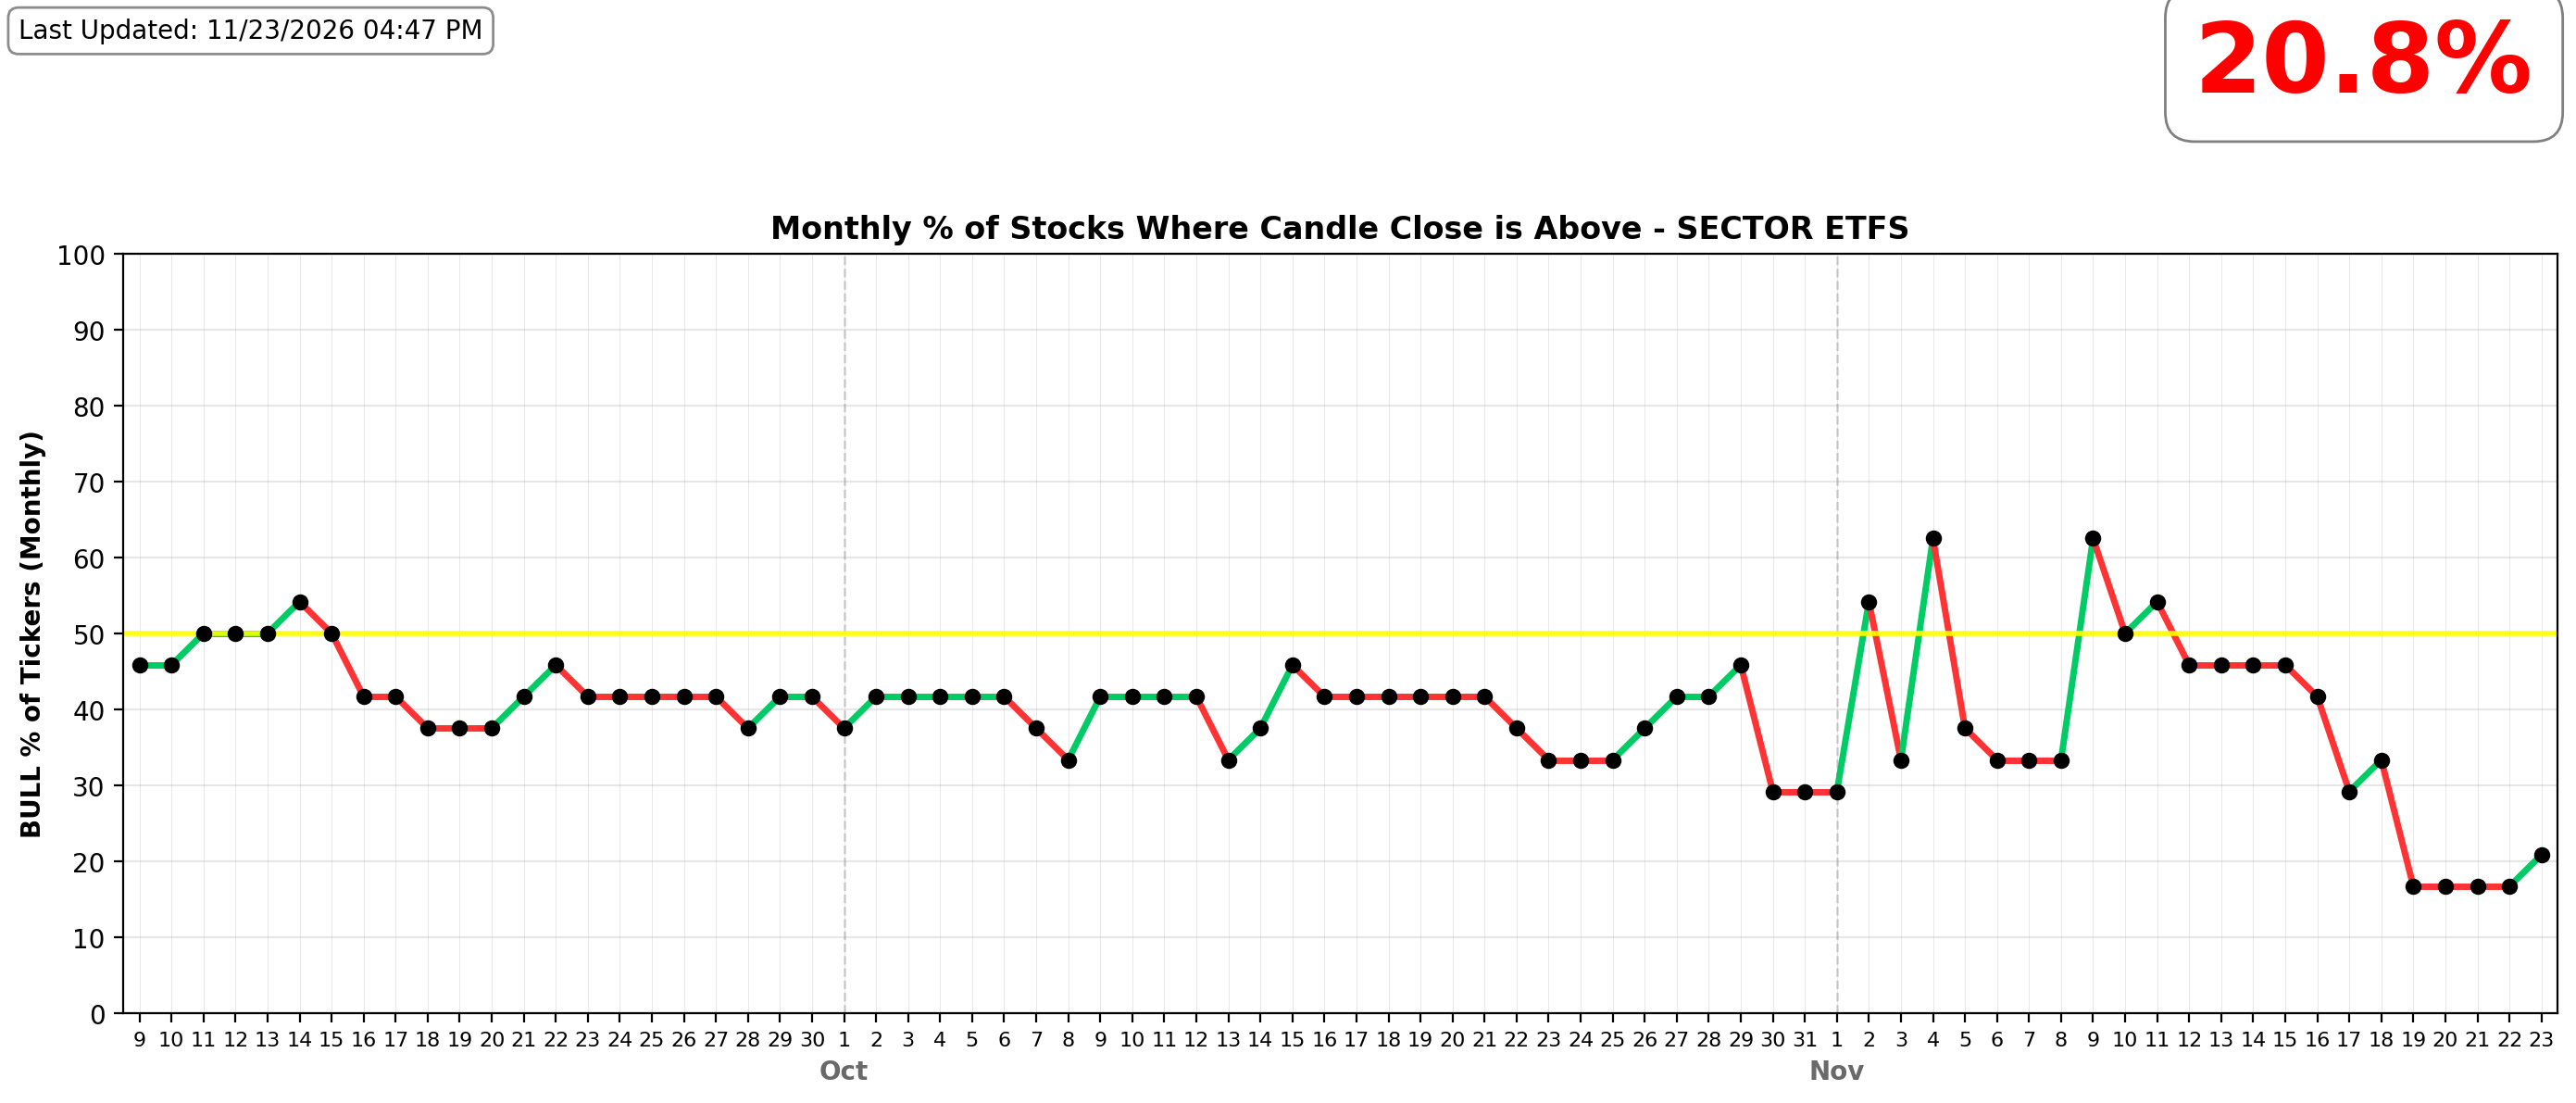 Last Updated: 11/23/2026 04:47 PM
20.8%
Monthly % of Stocks Where Candle Close is Above - SECTOR ETFS
BULL % of Tickers (Monthly)
100
90
80
70
60
50
40
30
20
10
0
9 10 11 12 13 14 15 16 17 18 19 20 21 22 23 24 25 26 27 28 29 30 1 2 3 4 5 6 7 8 9 10 11 12 13 14 15 16 17 18 19 20 21 22 23 24 25 26 27 28 29 30 31 1 2 3 4 5 6 7 8 9 10 11 12 13 14 15 16 17 18 19 20 21 22 23
Oct Nov